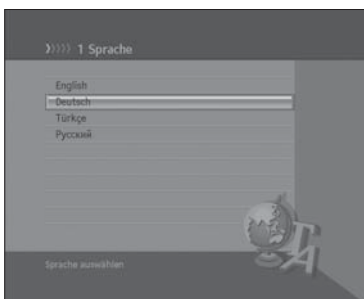 1 Sprache
English
Deutsch
Türkçe
Русский
Sprache auswählen